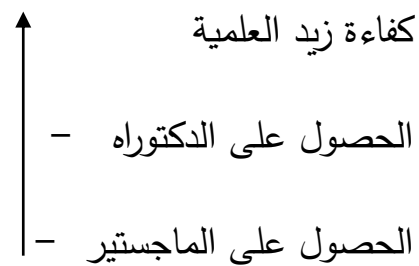 كفاءة زيد العلمية
الحصول على الدكتوراه –
الحصول على الماجستير –